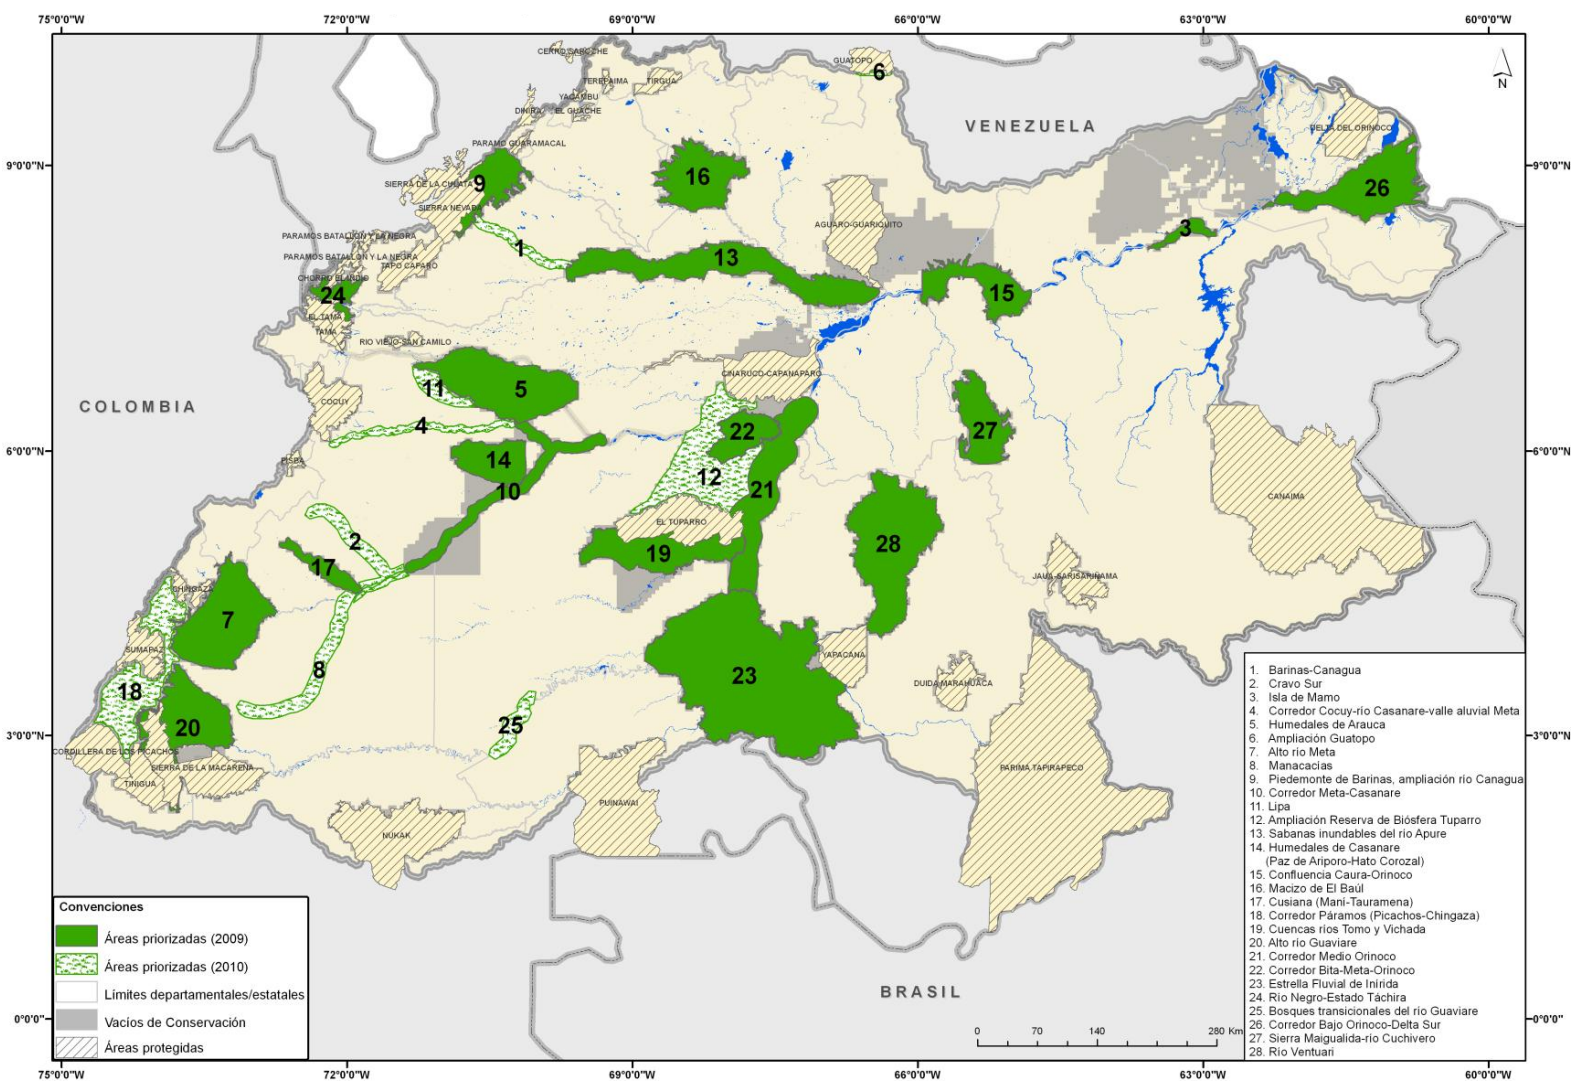 75°0'0"W
72°0'0"W
69°0'0"W
66°0'0"W
63°0'0"W
60°0'0"W
CERRO SAROCHE
GUATOPO
6
N
TEREPAIMA
TIRGUA
YACAMBU
DINIRA
EL GUACHE
VENEZUELA
DELTA DEL ORINOCO
PARAMO GUARAMACAL
9°0'0"N
9°0'0"N
SIERRA DE LA CULATA
9
16
26
SIERRA NEVADA
AGUARO-GUARIQUITO
3
PARAMOS BATALLON Y LA NEGRA
1
PARAMOS BATALLON Y LA NEGRA
13
TAPO CAPARO
CHORRO EL INDIO
24
15
EL TAMA
TAMA
RIO VIEJO-SAN CAMILO
CINARUCO-CAPANAPARO
11
5
COCUY
COLOMBIA
4
22
27
6°0'0"N
6°0'0"N
PISBA
14
12
21
10
CANAIMA
EL TUPARRO
2
19
28
17
JAUA-SARISARIÑAMA
CHINGAZA
7
SUMAPAZ
YAPACANA
8
23
DUIDA MARAHUACA
18
25
20
3°0'0"N
3°0'0"N
CORDILLERA DE LOS PICACHOS
SIERRA DE LA MACARENA
PARIMA TAPIRAPECO
TINIGUA
PUINAWAI
NUKAK
1. Barinas-Canagua
2. Cravo Sur
3. Isla de Mamo
4. Corredor Cocuy-río Casanare-valle aluvial Meta
5. Humedales de Arauca
6. Ampliación Guatopo
7. Alto río Meta
8. Manacacías
9. Piedemonte de Barinas, ampliación río Canagua
10. Corredor Meta-Casanare
11. Lipa
12. Ampliación Reserva de Biósfera Tuparro
13. Sabanas inundables del río Apure
14. Humedales de Casanare
(Paz de Ariporo-Hato Corozal)
15. Confluencia Caura-Orinoco
16. Macizo de El Baúl
17. Cusiana (Maní-Tauramena)
18. Corredor Páramos (Picachos-Chingaza)
19. Cuencas ríos Tomo y Vichada
20. Alto río Guaviare
21. Corredor Medio Orinoco
22. Corredor Bita-Meta-Orinoco
23. Estrella Fluvial de Inírida
24. Río Negro-Estado Táchira
25. Bosques transicionales del río Guaviare
26. Corredor Bajo Orinoco-Delta Sur
27. Sierra Maigualida-río Cuchivero
28. Río Ventuari
Convenciones
Áreas priorizadas (2009)
Áreas priorizadas (2010)
Límites departamentales/estatales
Vacíos de Conservación
Áreas protegidas
BRASIL
0°0'0"
0°0'0"
0
70
140
280 Km
75°0'0"W
72°0'0"W
69°0'0"W
66°0'0"W
63°0'0"W
60°0'0"W